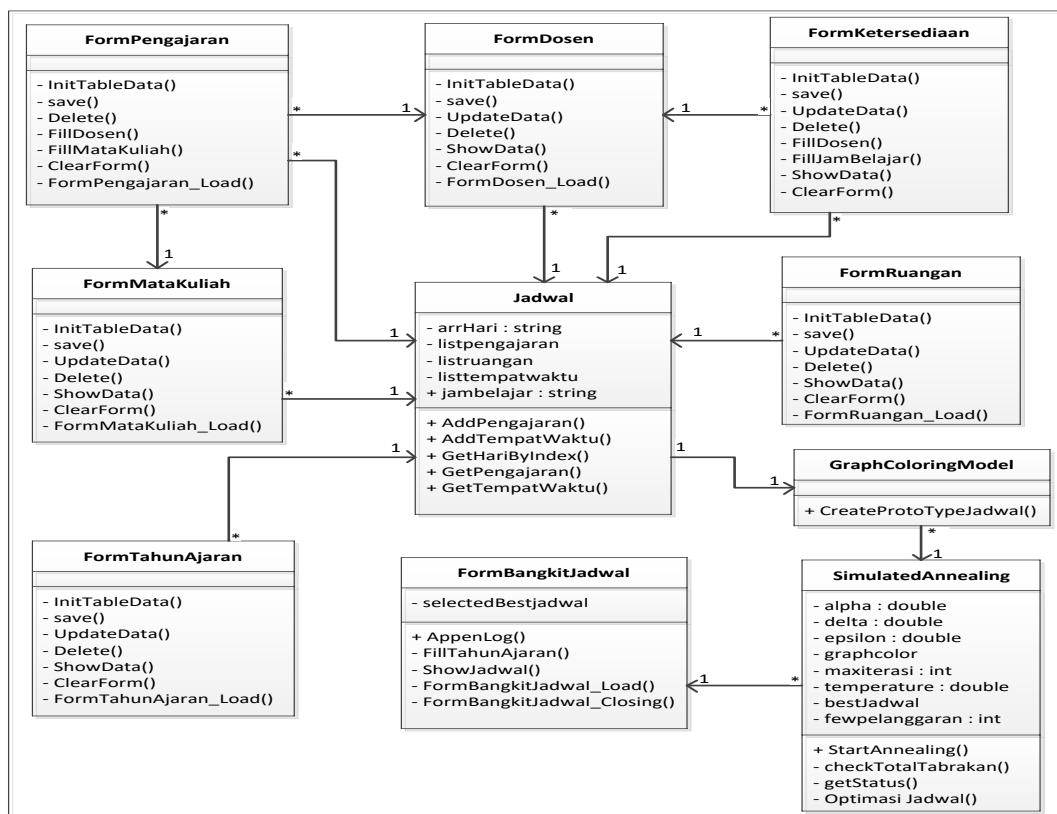 FormPengajaran
- InitTableData()
- save()
- Delete()
- FillDosen()
- FillMataKuliah()
- ClearForm()
- FormPengajaran_Load()
* 1
* 1
* 1
FormDosen
- InitTableData()
- save()
- UpdateData()
- Delete()
- ShowData()
- ClearForm()
- FormDosen_Load()
* 1
FormKetersediaan
- InitTableData()
- save()
- UpdateData()
- Delete()
- FillDosen()
- FillJamBelajar()
- ShowData()
- ClearForm()
1 *
* 1
FormMataKuliah
- InitTableData()
- save()
- UpdateData()
- Delete()
- ShowData()
- ClearForm()
- FormMataKuliah_Load()
* 1
Jadwal
- arrHari : string
- listpengajaran
- listruangan
- listtempatwaktu
+ jambelajar : string
+ AddPengajaran()
+ AddTempatWaktu()
+ GetHariByIndex()
+ GetPengajaran()
+ GetTempatWaktu()
1 1
FormRuangan
- InitTableData()
- save()
- UpdateData()
- Delete()
- ShowData()
- ClearForm()
- FormRuangan_Load()
1 *
GraphColoringModel
+ CreateProtoTypeJadwal()
* 1
FormTahunAjaran
- InitTableData()
- save()
- UpdateData()
- Delete()
- ShowData()
- ClearForm()
- FormTahunAjaran_Load()
* 1
FormBangkitJadwal
- selectedBestjadwal
+ AppenLog()
- FillTahunAjaran()
- ShowJadwal()
- FormBangkitJadwal_Load()
- FormBangkitJadwal_Closing()
1 *
SimulatedAnnealing
- alpha : double
- delta : double
- epsilon : double
- graphcolor
- maxiterasi : int
- temperature : double
- bestJadwal
- fewpelanggaran : int
+ StartAnnealing()
- checkTotalTabrakan()
- getStatus()
- Optimasi Jadwal()